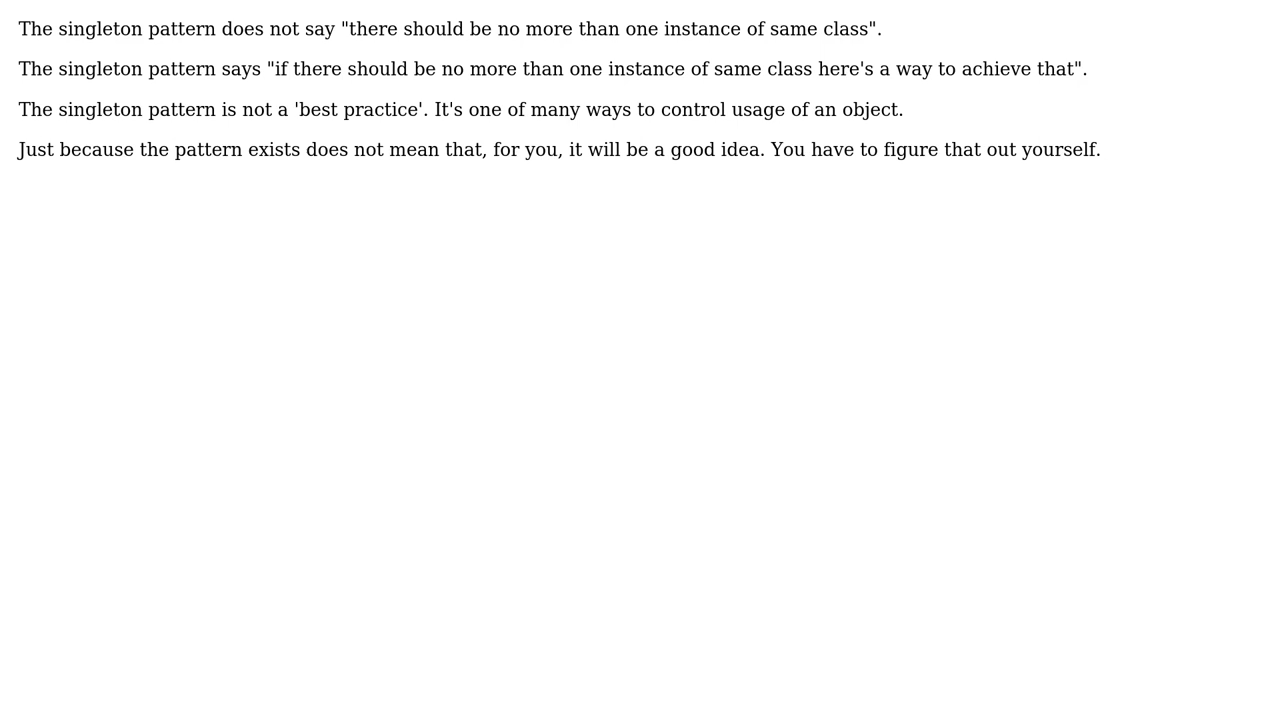 The singleton pattern does not say "there should be no more than one instance of same class".
The singleton pattern says "if there should be no more than one instance of same class here's a way to achieve that".
The singleton pattern is not a 'best practice'. It's one of many ways to control usage of an object.
Just because the pattern exists does not mean that, for you, it will be a good idea. You have to figure that out yourself.